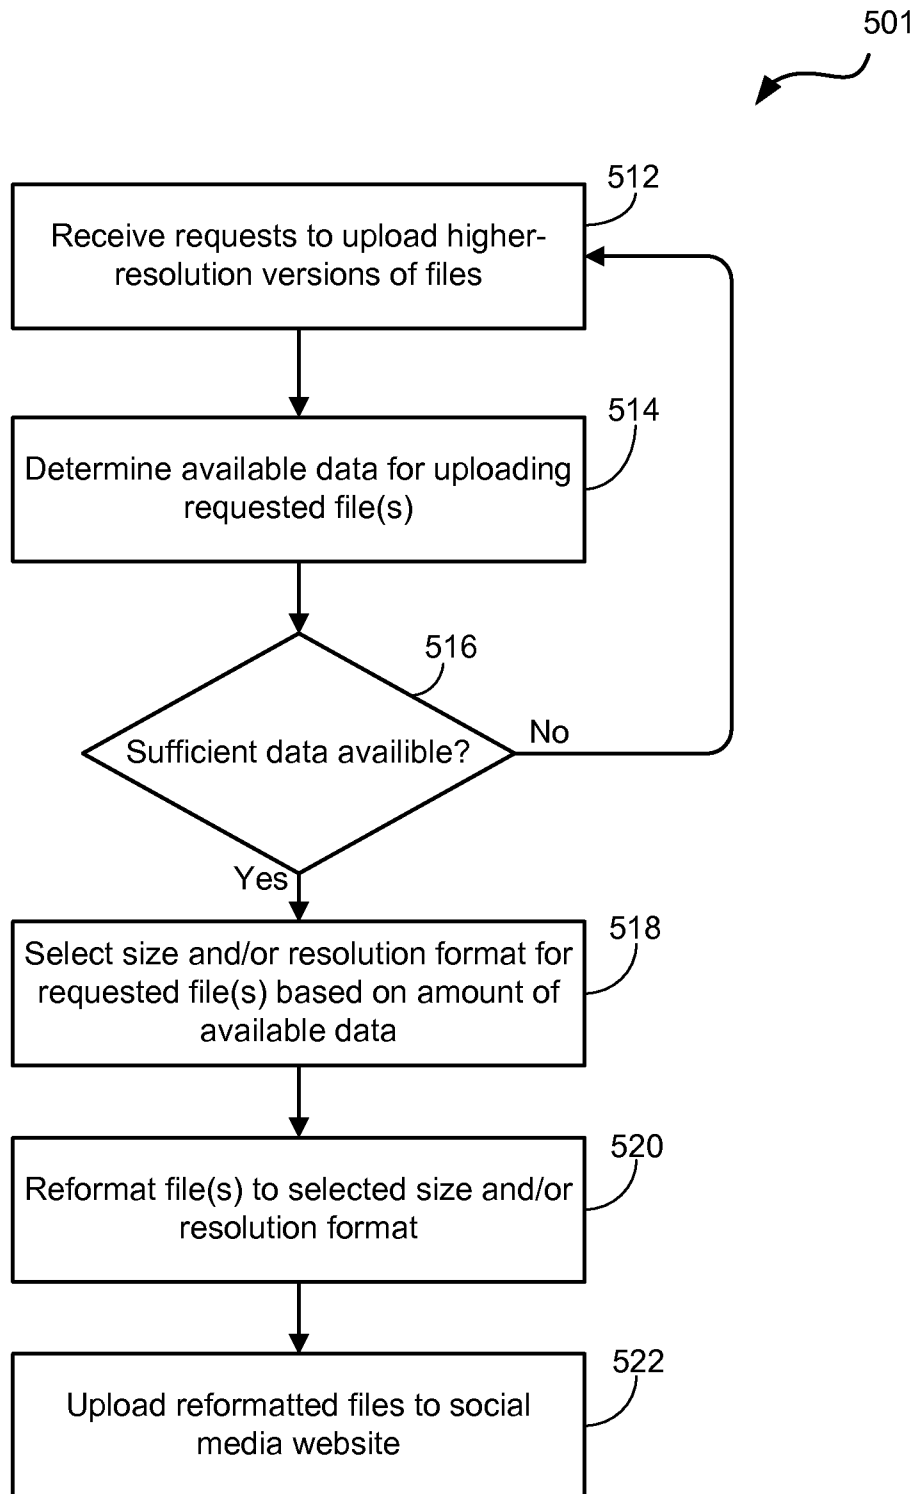 501
512
Receive requests to upload higher-
resolution versions of files
514
Determine available data for uploading
requested file(s)
516
Sufficient data availible?
No
Yes
518
Select size and/or resolution format for
requested file(s) based on amount of
available data
520
Reformat file(s) to selected size and/or
resolution format
522
Upload reformatted files to social
media website